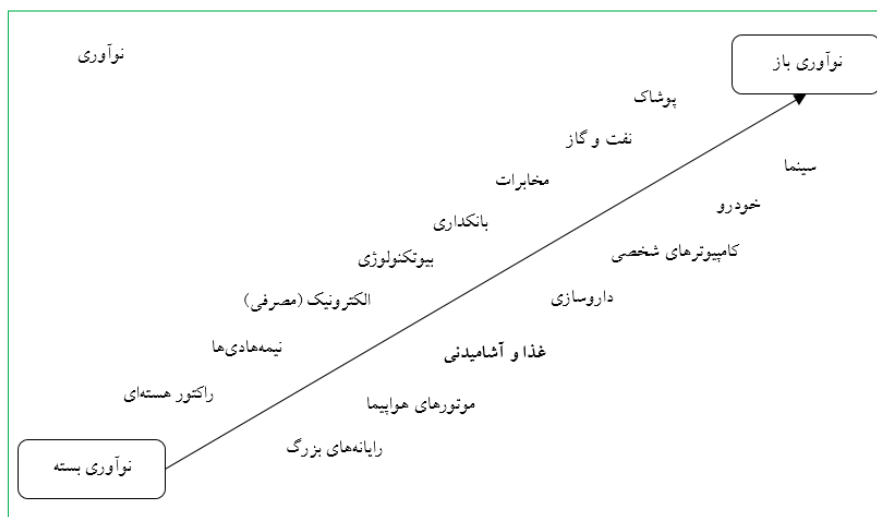 نوآوری
نوآوری باز
پوشاک
نفت و گاز
سینما
مخابرات
خودرو
بانکداری
کامپیوترهای شخصی
بیوتکنولوژی
داروسازی
الکترونیک (مصرفی)
نیمه‌هادی‌ها
غذا و آشامیدنی
راکتور هسته‌ای
موتورهای هواپیما
رایانه‌های بزرگ
نوآوری بسته